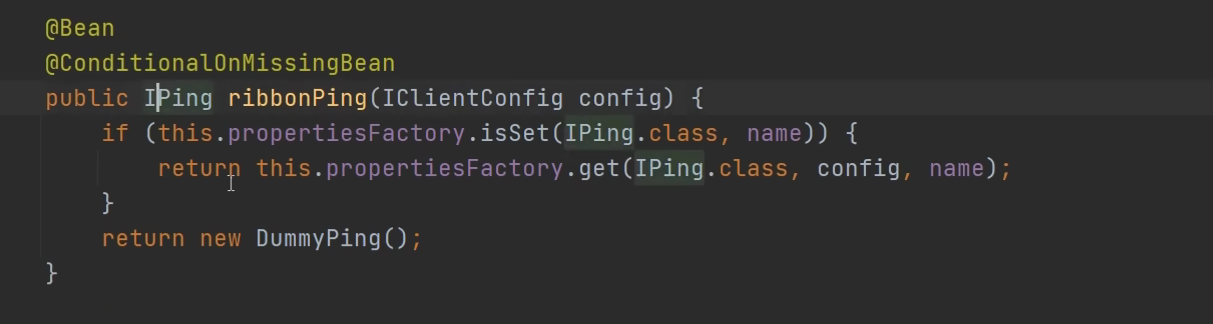 @Bean
@ConditionalOnMissingBean
public IPing ribbonPing(IClientConfig config) {
if (this.propertiesFactory.isSet(IPing.class, name)) {
return this.propertiesFactory.get(IPing.class, config, name);
}
return new DummyPing();
}